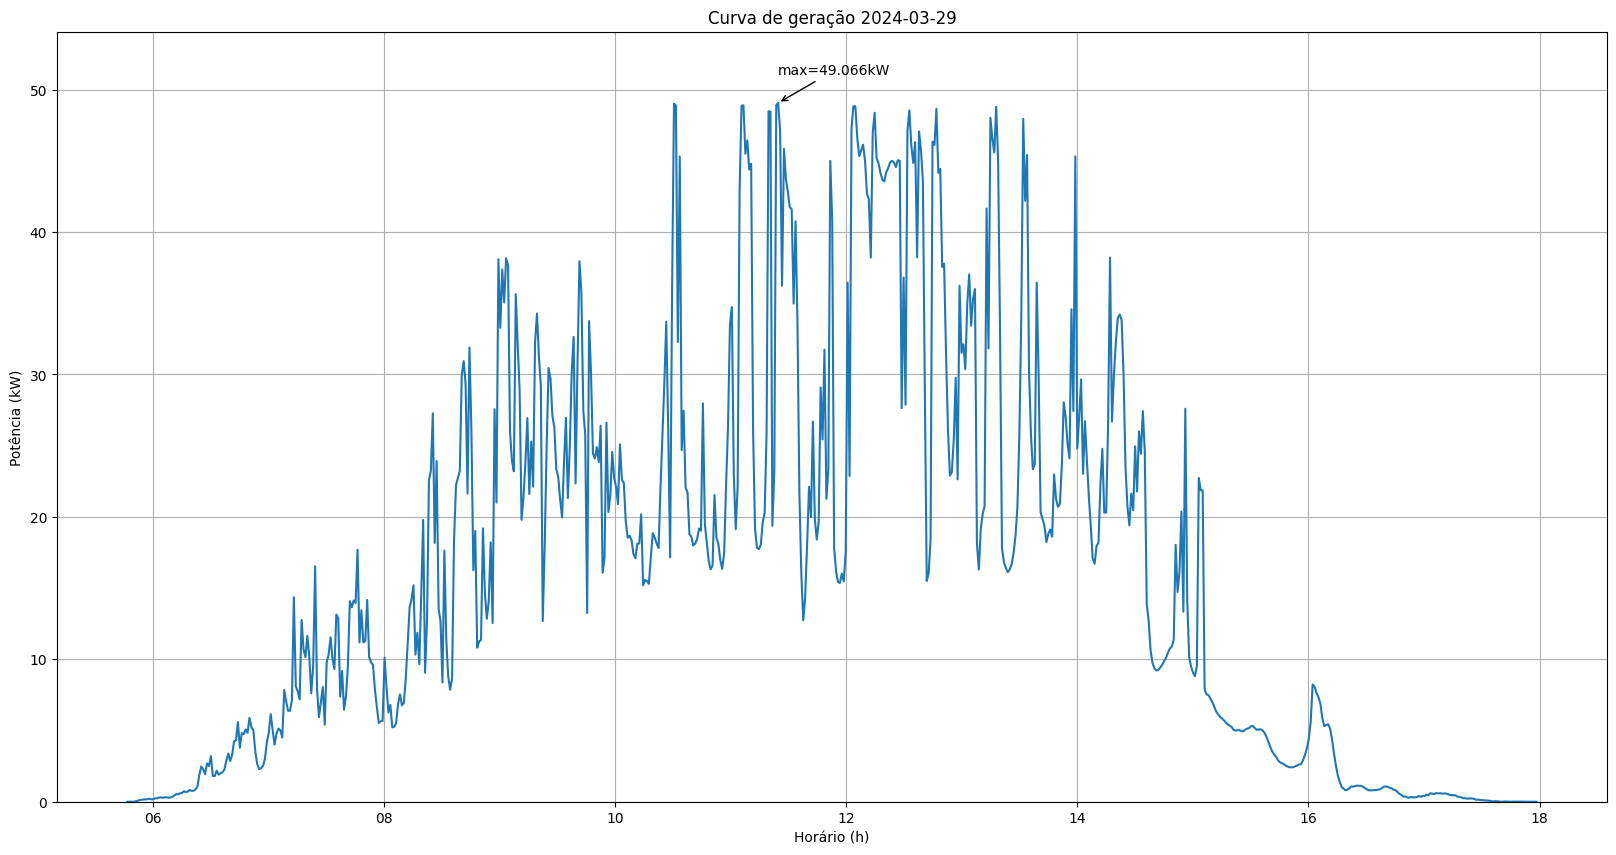 Curva de geração 2024-03-29
max=49.066kW
50
40
30
20
10
0
Potência (kW)
06 08 10 12 14 16 18
Horário (h)